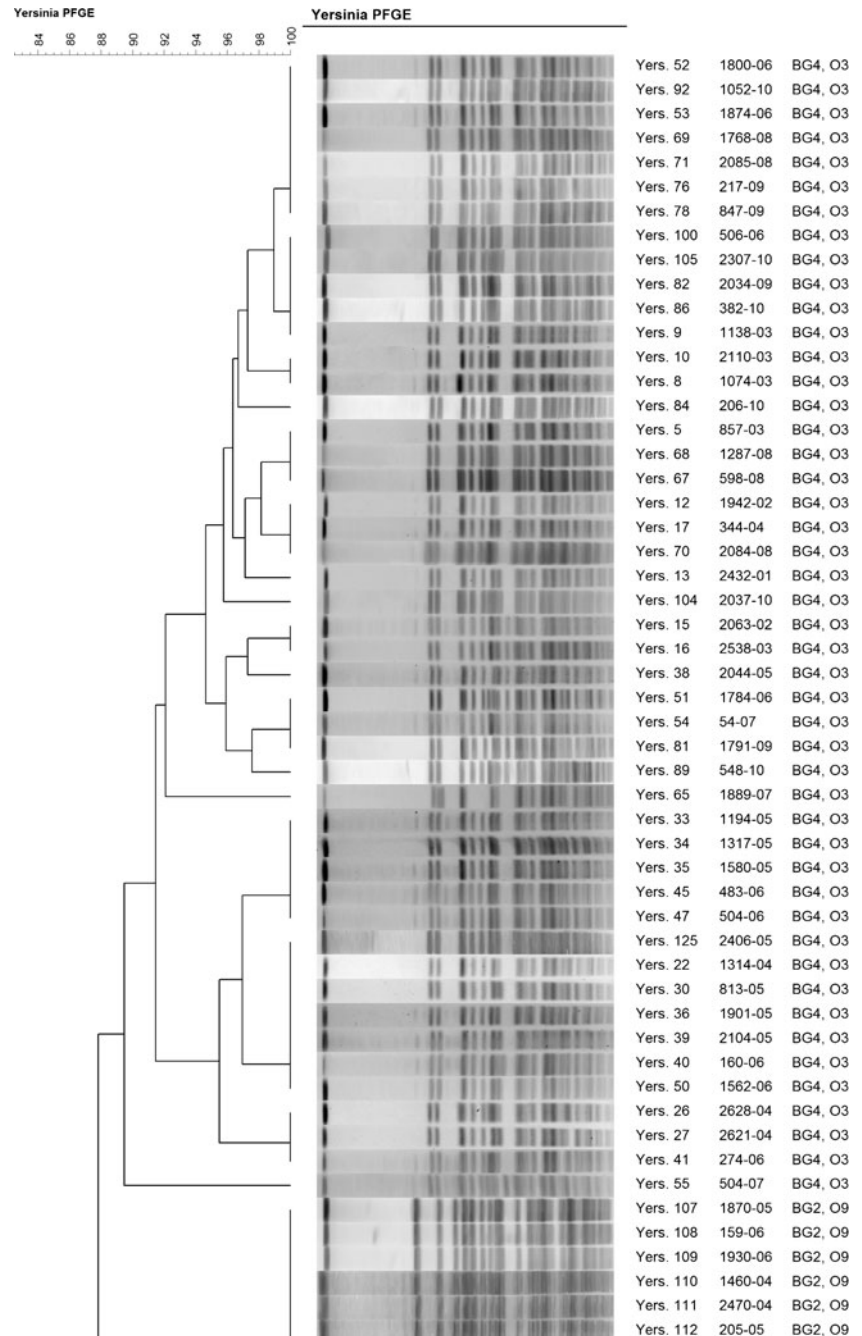 Yersinia PFGE
Yersinia PFGE
84 86 88 90 92 94 96 98 100
Yers. 52 1800-06 BG4, O3
Yers. 92 1052-10 BG4, O3
Yers. 53 1874-06 BG4, O3
Yers. 69 1768-08 BG4, O3
Yers. 71 2085-08 BG4, O3
Yers. 76 217-09 BG4, O3
Yers. 78 847-09 BG4, O3
Yers. 100 506-06 BG4, O3
Yers. 105 2307-10 BG4, O3
Yers. 82 2034-09 BG4, O3
Yers. 86 382-10 BG4, O3
Yers. 9 1138-03 BG4, O3
Yers. 10 2110-03 BG4, O3
Yers. 8 1074-03 BG4, O3
Yers. 84 206-10 BG4, O3
Yers. 5 857-03 BG4, O3
Yers. 68 1287-08 BG4, O3
Yers. 67 598-08 BG4, O3
Yers. 12 1942-02 BG4, O3
Yers. 17 344-04 BG4, O3
Yers. 70 2084-08 BG4, O3
Yers. 13 2432-01 BG4, O3
Yers. 104 2037-10 BG4, O3
Yers. 15 2063-02 BG4, O3
Yers. 16 2538-03 BG4, O3
Yers. 38 2044-05 BG4, O3
Yers. 51 1784-06 BG4, O3
Yers. 54 54-07 BG4, O3
Yers. 81 1791-09 BG4, O3
Yers. 89 548-10 BG4, O3
Yers. 65 1889-07 BG4, O3
Yers. 33 1194-05 BG4, O3
Yers. 34 1317-05 BG4, O3
Yers. 35 1580-05 BG4, O3
Yers. 45 483-06 BG4, O3
Yers. 47 504-06 BG4, O3
Yers. 125 2406-05 BG4, O3
Yers. 22 1314-04 BG4, O3
Yers. 30 813-05 BG4, O3
Yers. 36 1901-05 BG4, O3
Yers. 39 2104-05 BG4, O3
Yers. 40 160-06 BG4, O3
Yers. 50 1562-06 BG4, O3
Yers. 26 2628-04 BG4, O3
Yers. 27 2621-04 BG4, O3
Yers. 41 274-06 BG4, O3
Yers. 55 504-07 BG4, O3
Yers. 107 1870-05 BG2, O9
Yers. 108 159-06 BG2, O9
Yers. 109 1930-06 BG2, O9
Yers. 110 1460-04 BG2, O9
Yers. 111 2470-04 BG2, O9
Yers. 112 205-05 BG2, O9